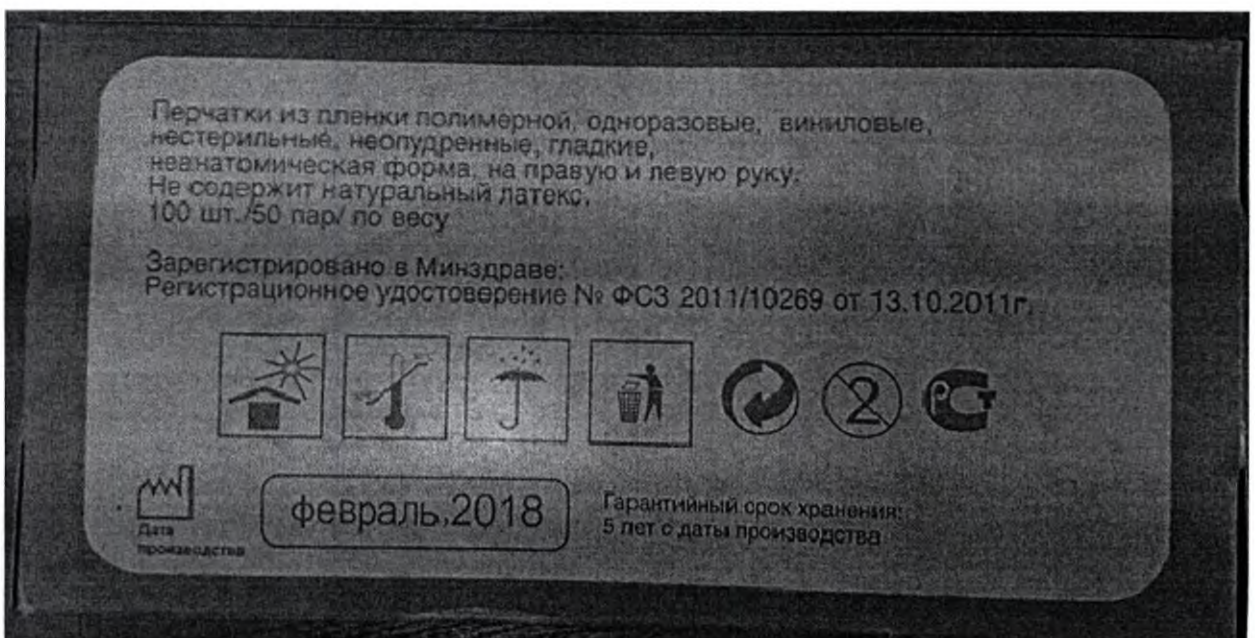 Перчатки из пленки полимерной, одноразовые, виниловые,
нестерильные, неопудренные, гладкие,
неанатомическая форма, на правую и левую руку.
Не содержит натуральный латекс.
100 шт./50 пар/ по весу
Зарегистрировано в Минздраве:
Регистрационное удостоверение № ФСЗ 2011/10269 от 13.10.2011г.
2
РСТ
Дата
производства
февраль,2018
Гарантийный срок хранения:
5 лет с даты производства